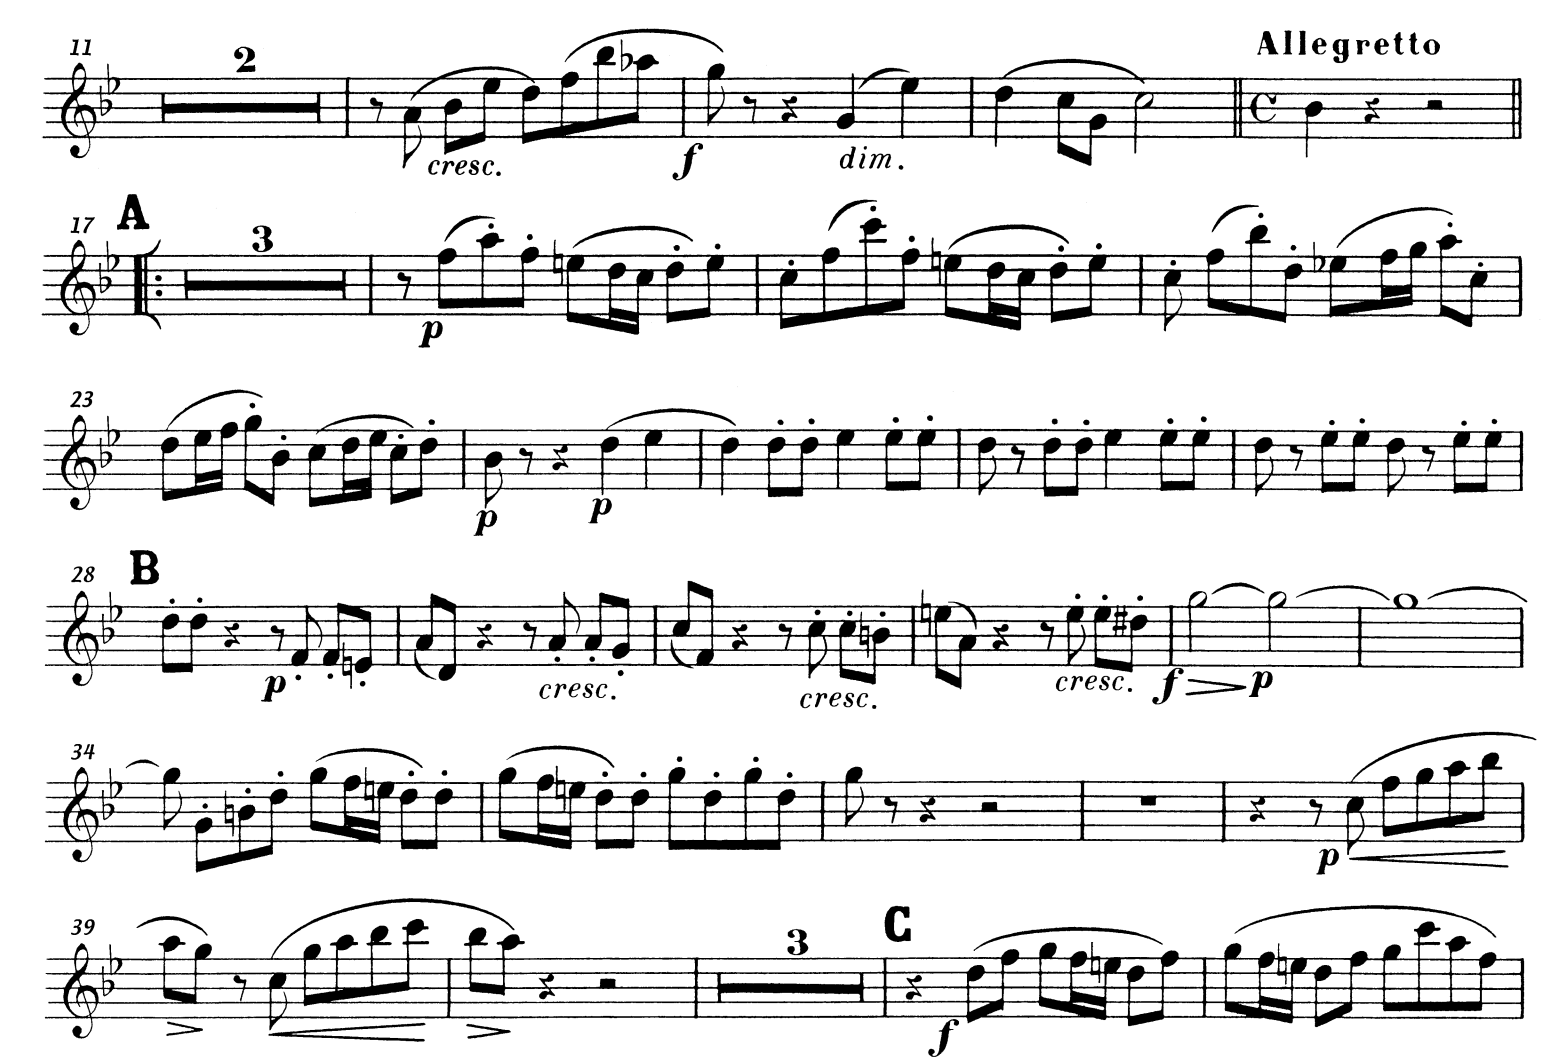 11 2 Allegretto
cresc. f dim.
17 A 3
p
23
p p
28 B
p cresc. cresc. cresc. f p
34
p
39 3 C
f